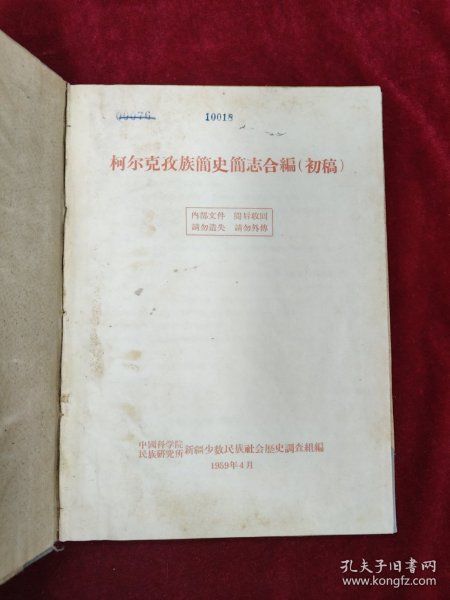 00076 10018
柯尔克孜族簡史簡志合編(初稿)
內部文件 閱后收回
請勿遺失 請勿外傳
中國科学院
民族研究所 新疆少数民族社会歷史調査組編
1959年4月
孔夫子旧书网
www.kongfz.com